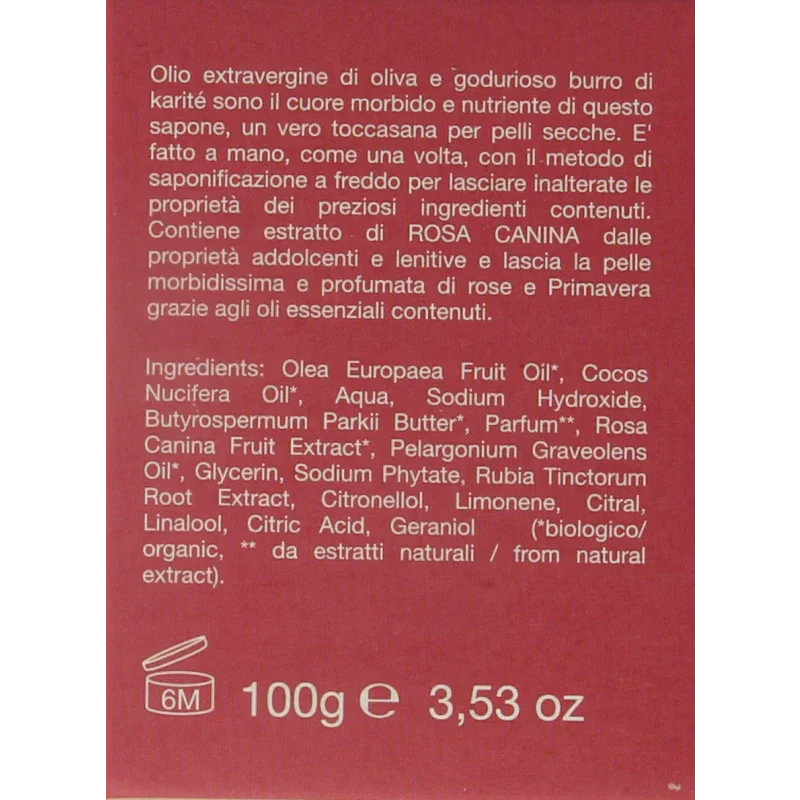 Olio extravergine di oliva e godurioso burro di
karité sono il cuore morbido e nutriente di questo
sapone, un vero toccasana per pelli secche. E'
fatto a mano, come una volta, con il metodo di
saponificazione a freddo per lasciare inalterate le
proprietà dei preziosi ingredienti contenuti.
Contiene estratto di ROSA CANINA dalle
proprietà addolcenti e lenitive e lascia la pelle
morbidissima e profumata di rose e Primavera
grazie agli oli essenziali contenuti.
Ingredients: Olea Europaea Fruit Oil*, Cocos
Nucifera Oil*, Aqua, Sodium Hydroxide,
Butyrospermum Parkii Butter*, Parfum**, Rosa
Canina Fruit Extract*, Pelargonium Graveolens
Oil*, Glycerin, Sodium Phytate, Rubia Tinctorum
Root Extract, Citronellol, Limonene, Citral,
Linalool, Citric Acid, Geraniol (*biologico/
organic, ** da estratti naturali / from natural
extract).
6M 100g ℮ 3,53 oz